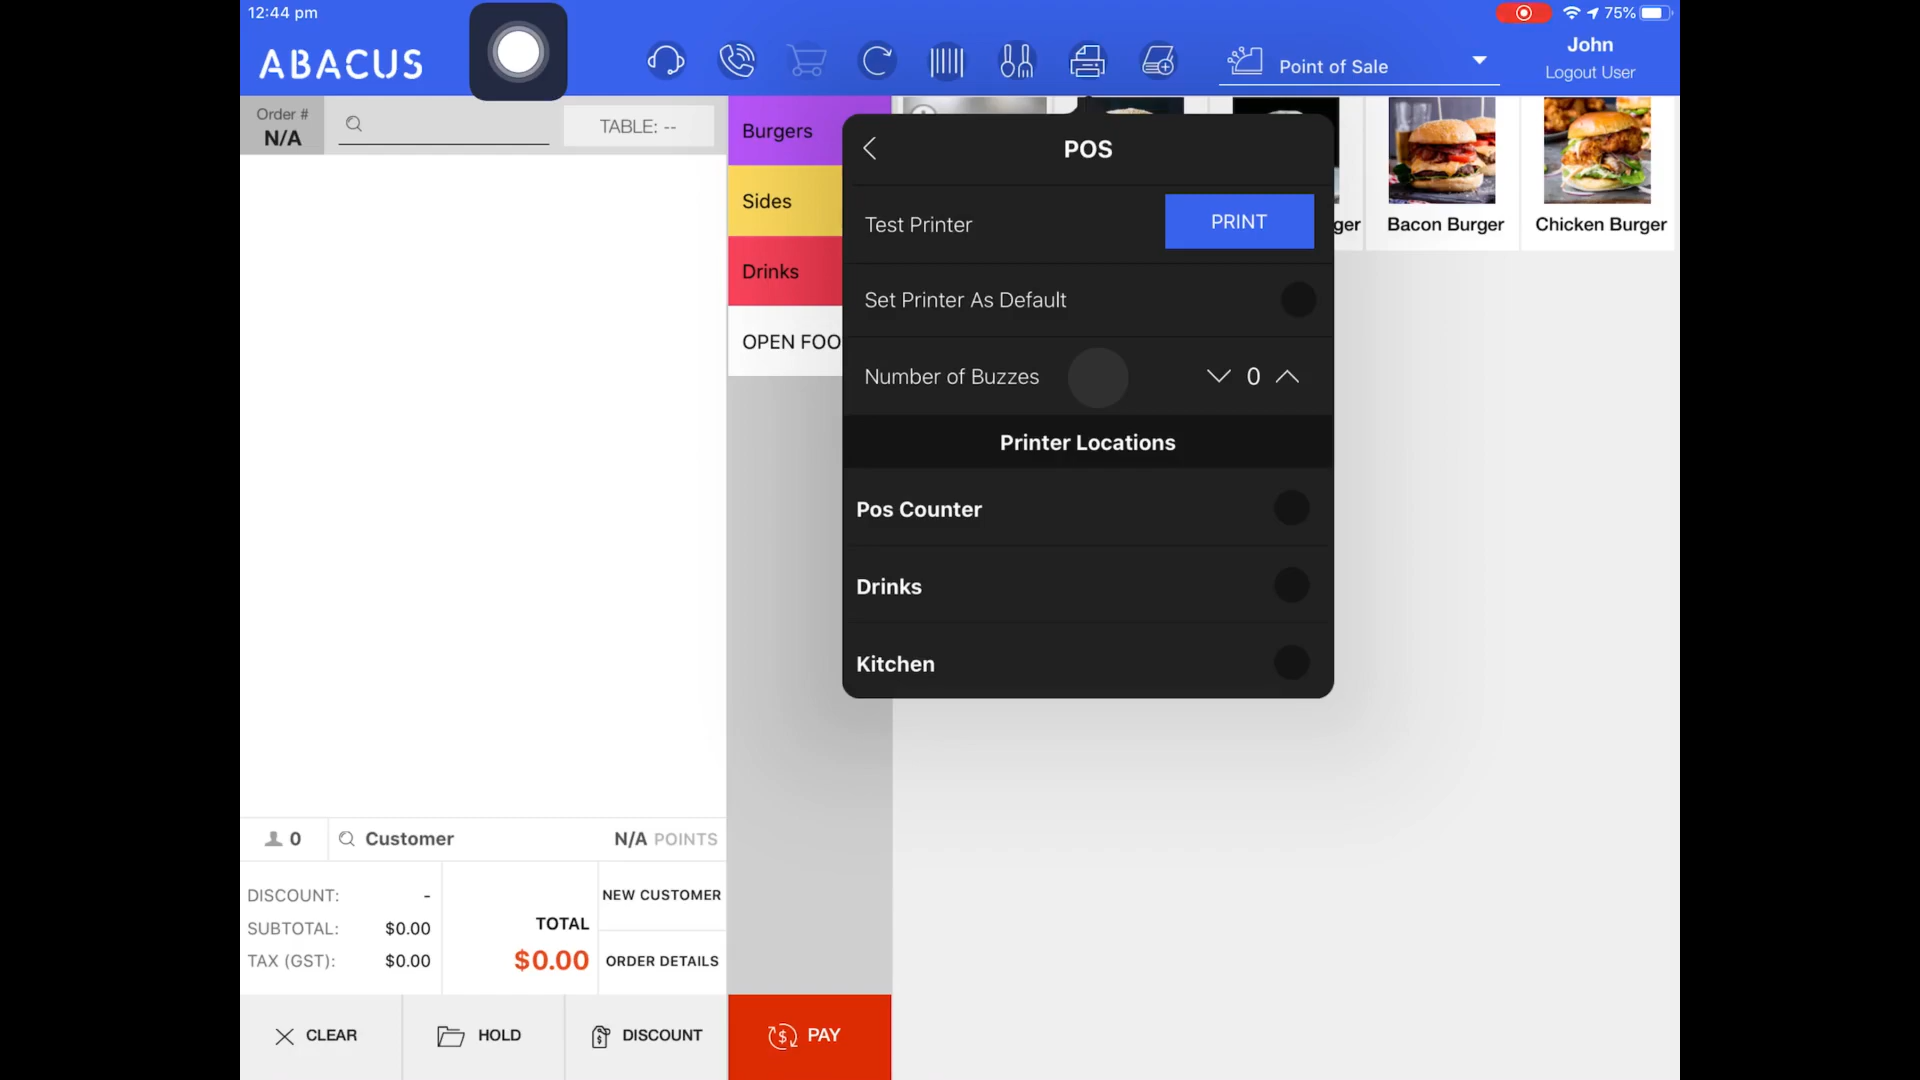 12:44 pm
75%
ABACUS
Point of Sale
John
Logout User
Order #
N/A
TABLE: --
Burgers
Sides
Drinks
OPEN FOO
POS
Test Printer
PRINT
Set Printer As Default
Number of Buzzes
0
Printer Locations
Pos Counter
Drinks
Kitchen
ger
Bacon Burger
Chicken Burger
0
Customer
N/A POINTS
DISCOUNT: -
SUBTOTAL: $0.00
TAX (GST): $0.00
TOTAL
$0.00
NEW CUSTOMER
ORDER DETAILS
CLEAR
HOLD
DISCOUNT
PAY